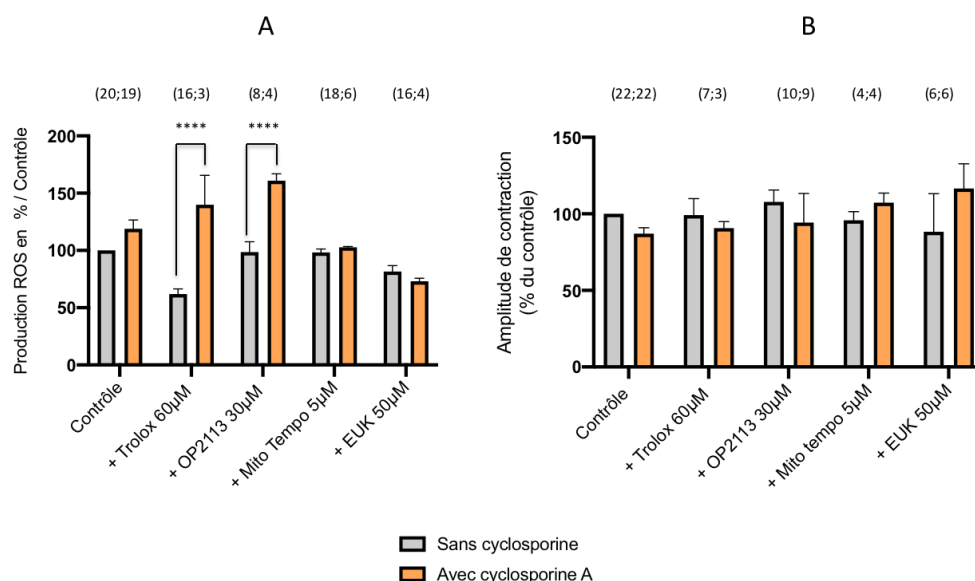 A
B
(20;19) (16;3) (8;4) (18;6) (16;4)
(22;22) (7;3) (10;9) (4;4) (6;6)
**** ****
Production ROS en % / Contrôle
200
150
100
50
0
Contrôle
+ Trolox 60µM
+ OP2113 30µM
+ Mito Tempo 5µM
+ EUK 50µM
Amplitude de contraction
(% du contrôle)
150
100
50
0
Contrôle
+ Trolox 60µM
+ OP2113 30µM
+ Mito tempo 5µM
+ EUK 50µM
Sans cyclosporine
Avec cyclosporine A